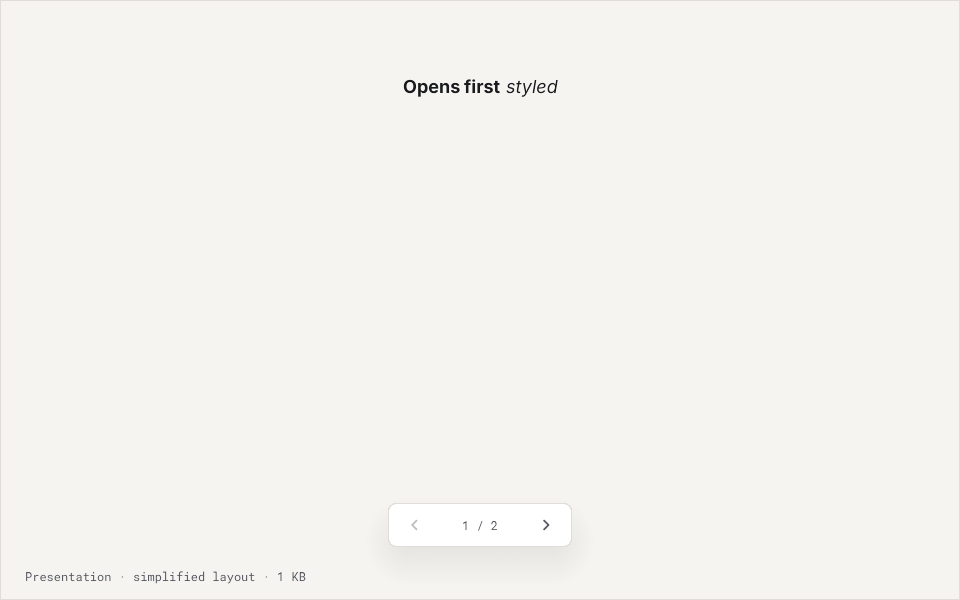 Opens first styled
1 / 2
Presentation · simplified layout · 1 KB